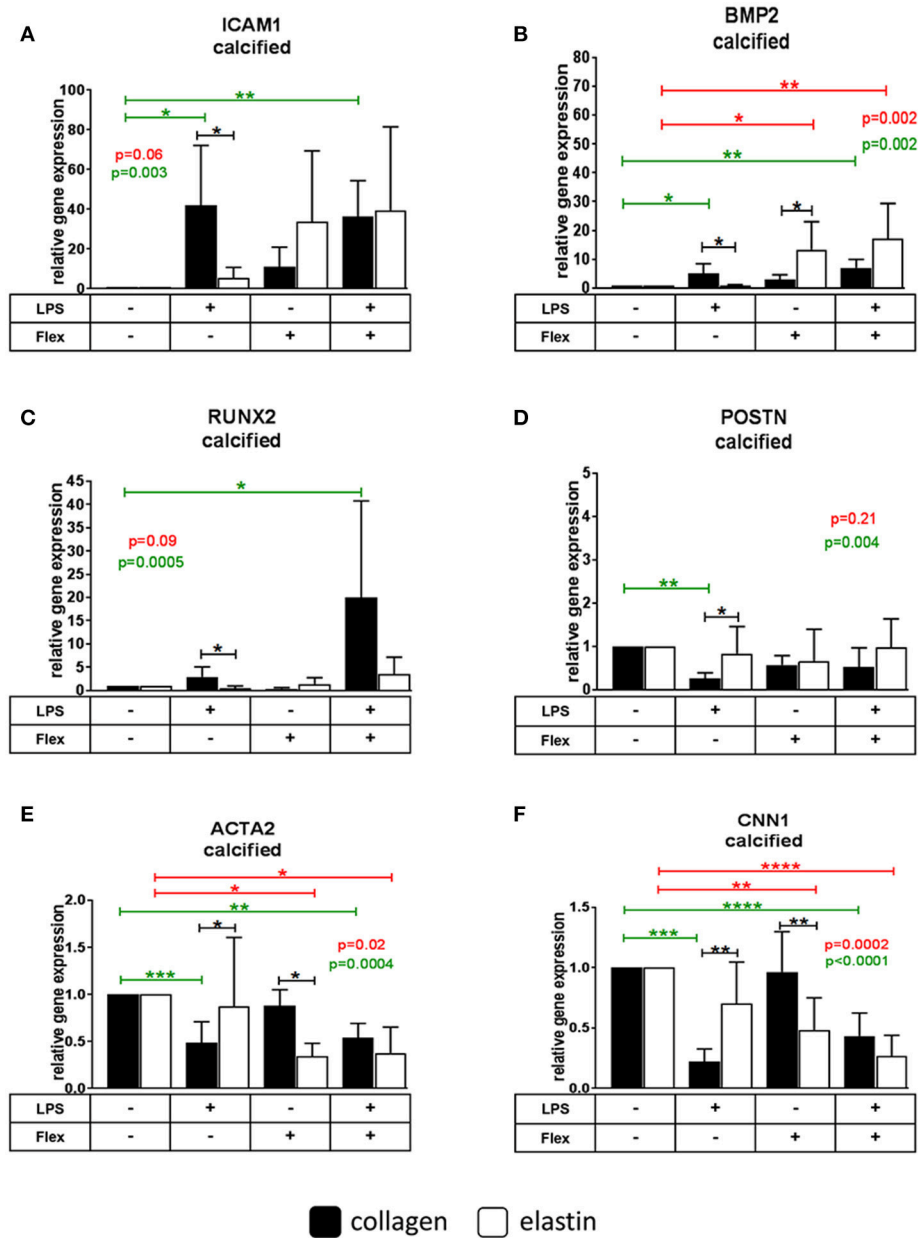 A
ICAM1
calcified
relative gene expression
100
80
60
40
20
0
**
*
*
p=0.06
p=0.003
LPS - + - +
Flex - - + +
B
BMP2
calcified
relative gene expression
80
70
60
50
40
30
20
10
0
**
*
**
*
*
*
p=0.002
p=0.002
LPS - + - +
Flex - - + +
C
RUNX2
calcified
relative gene expression
45
40
35
30
25
20
15
10
5
0
*
*
p=0.09
p=0.0005
LPS - + - +
Flex - - + +
D
POSTN
calcified
relative gene expression
5
4
3
2
1
0
**
*
p=0.21
p=0.004
LPS - + - +
Flex - - + +
E
ACTA2
calcified
relative gene expression
2.0
1.5
1.0
0.5
0.0
*
*
**
*
***
*
p=0.02
p=0.0004
LPS - + - +
Flex - - + +
F
CNN1
calcified
relative gene expression
1.5
1.0
0.5
0.0
****
**
****
***
**
**
p=0.0002
p<0.0001
LPS - + - +
Flex - - + +
collagen elastin